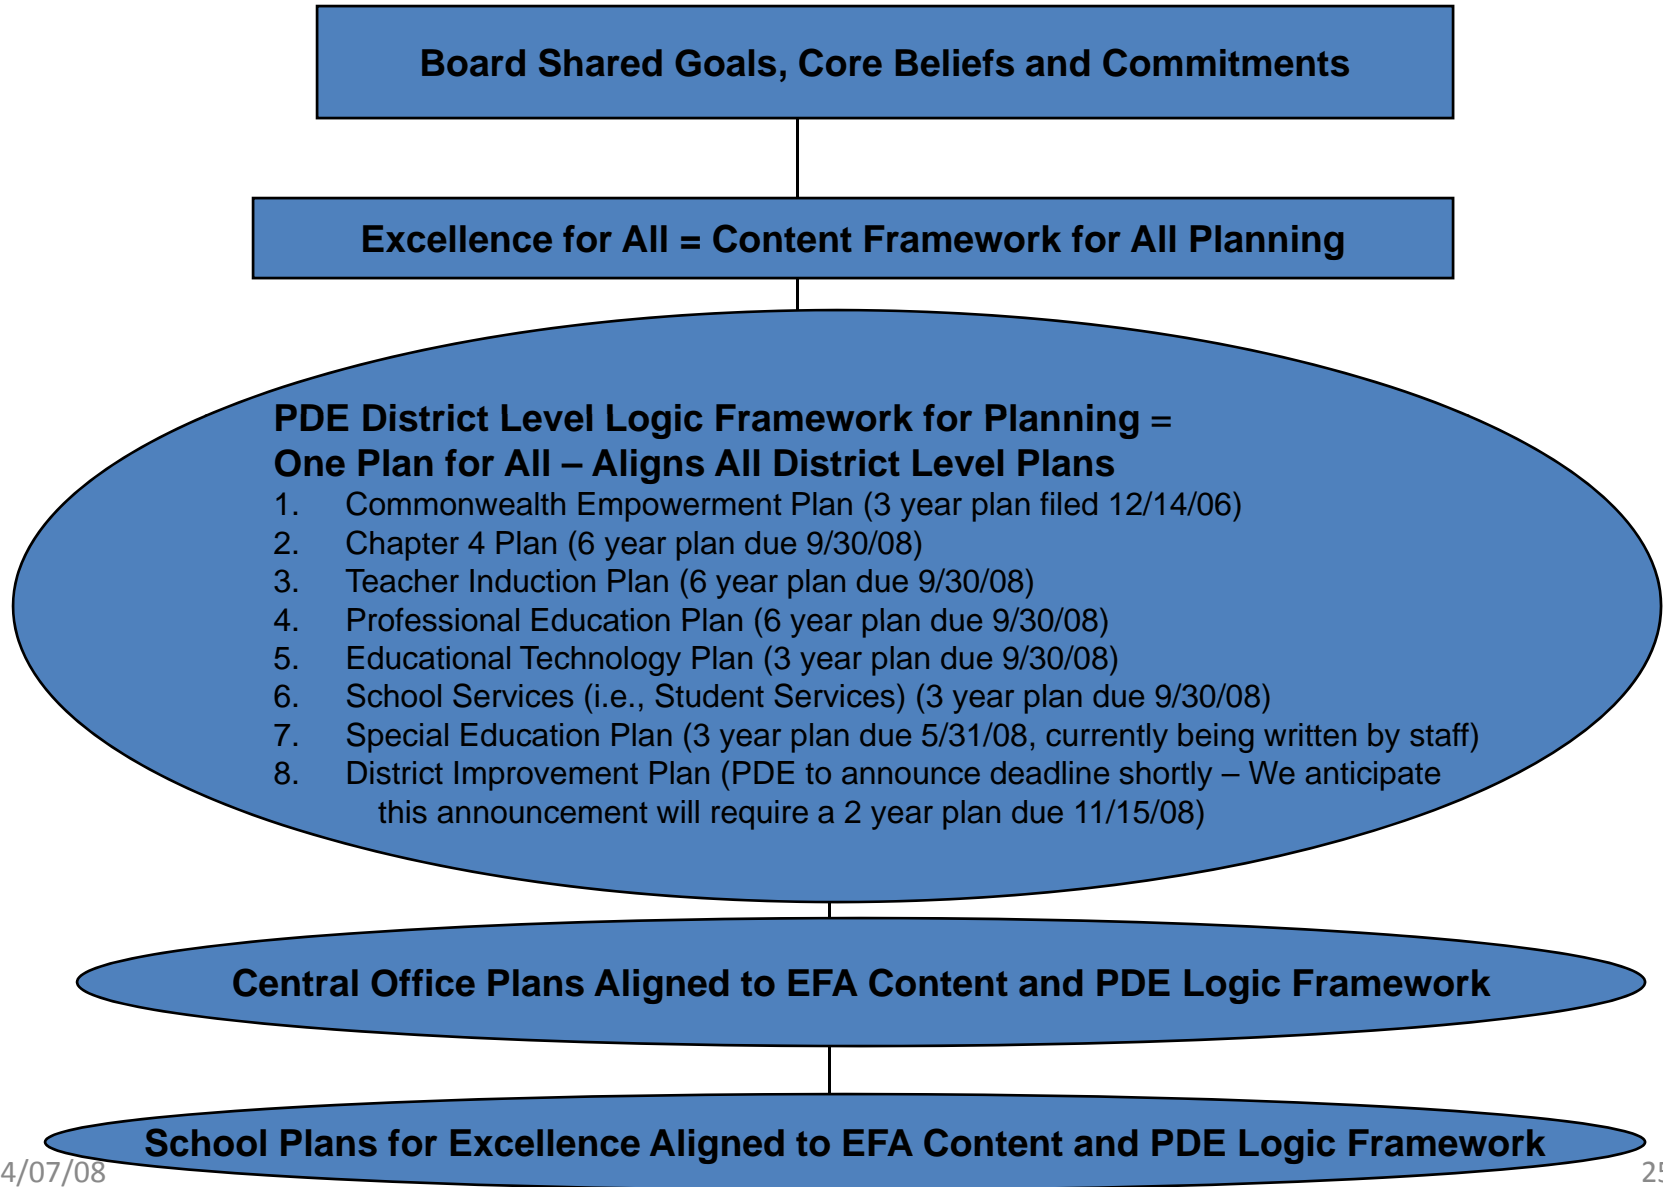 Board Shared Goals, Core Beliefs and Commitments
Excellence for All = Content Framework for All Planning
PDE District Level Logic Framework for Planning =
One Plan for All – Aligns All District Level Plans
1. Commonwealth Empowerment Plan (3 year plan filed 12/14/06)
2. Chapter 4 Plan (6 year plan due 9/30/08)
3. Teacher Induction Plan (6 year plan due 9/30/08)
4. Professional Education Plan (6 year plan due 9/30/08)
5. Educational Technology Plan (3 year plan due 9/30/08)
6. School Services (i.e., Student Services) (3 year plan due 9/30/08)
7. Special Education Plan (3 year plan due 5/31/08, currently being written by staff)
8. District Improvement Plan (PDE to announce deadline shortly – We anticipate
this announcement will require a 2 year plan due 11/15/08)
Central Office Plans Aligned to EFA Content and PDE Logic Framework
School Plans for Excellence Aligned to EFA Content and PDE Logic Framework
4/07/08
25